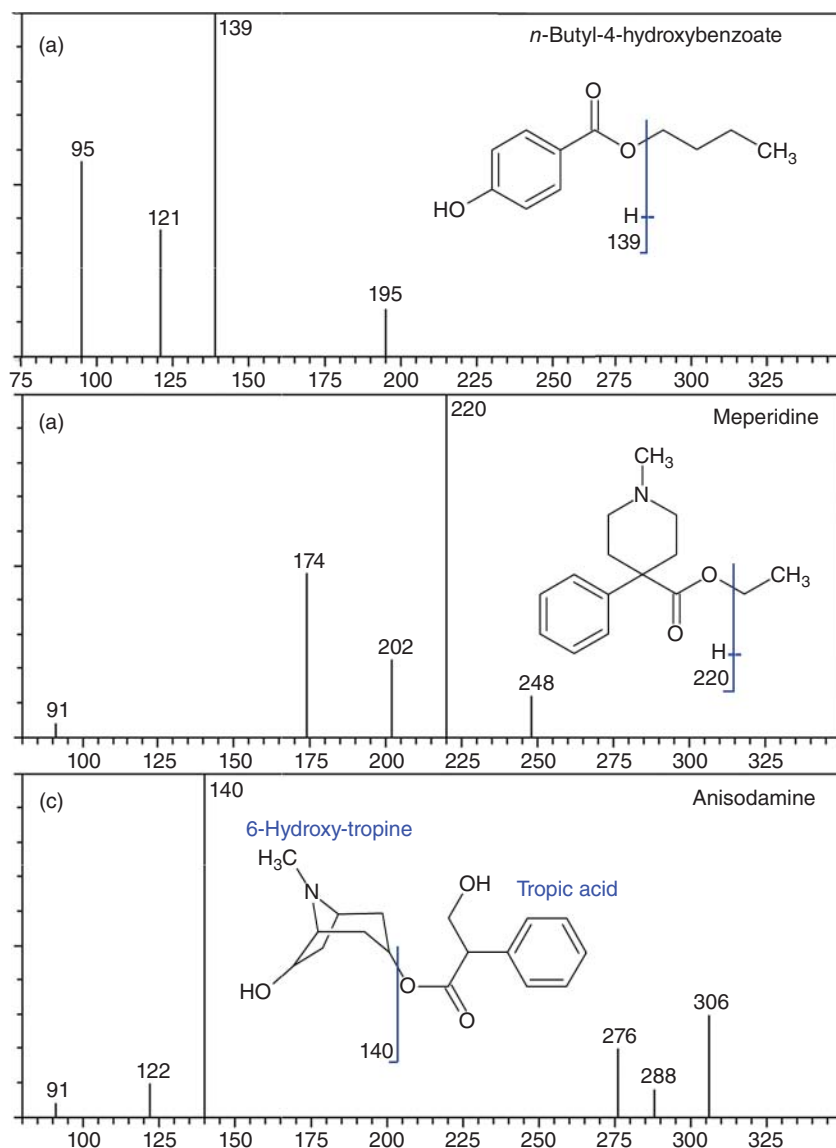 (a)
139
n-Butyl-4-hydroxybenzoate
O
95
O
CH3
121
HO
H
139
195
75 100 125 150 175 200 225 250 275 300 325
(a)
220
Meperidine
CH3
N
174
O
CH3
O
202
H
220
248
91
100 125 150 175 200 225 250 275 300 325
(c)
140
Anisodamine
6-Hydroxy-tropine
H3C
N
OH
Tropic acid
HO
O
O
306
140
276
288
122
91
100 125 150 175 200 225 250 275 300 325